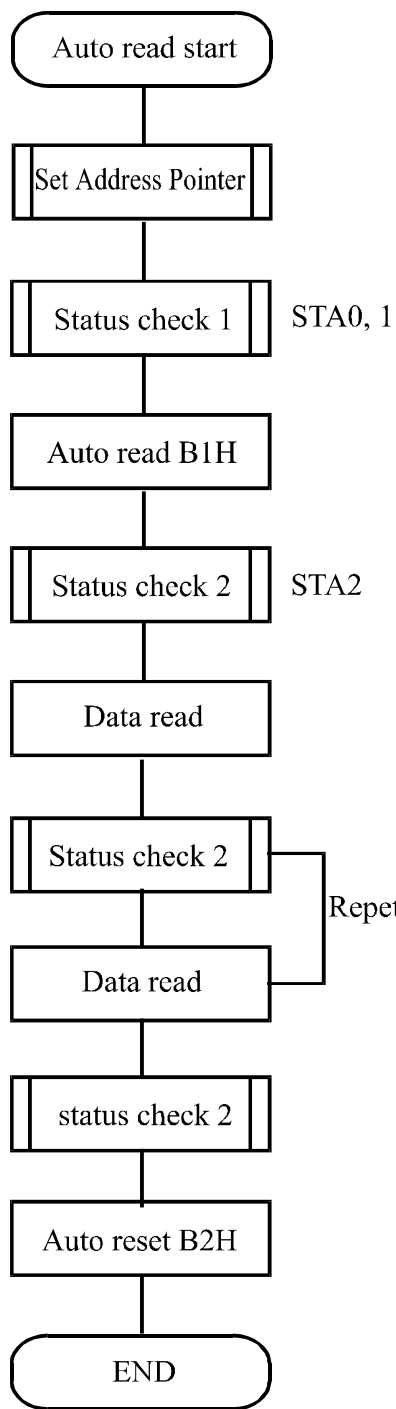 Auto read start
Set Address Pointer
Status check 1
STA0, 1
Auto read B1H
Status check 2
STA2
Data read
Status check 2
Repet
Data read
status check 2
Auto reset B2H
END